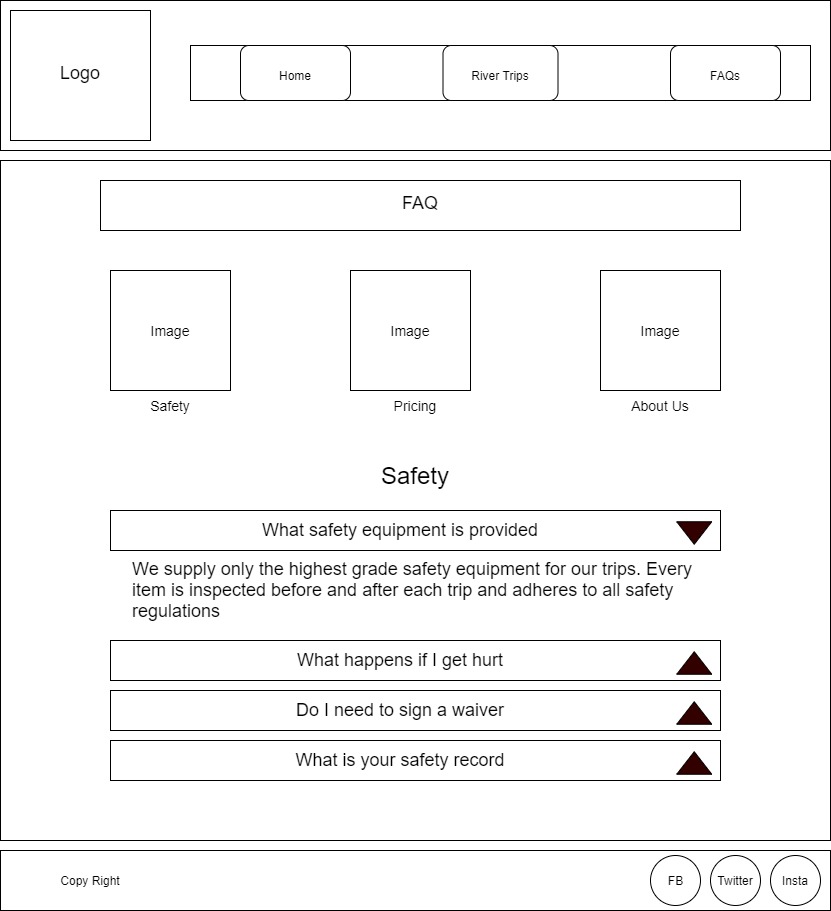 Logo
Home
River Trips
FAQs
FAQ
Image
Image
Image
Safety
Pricing
About Us
Safety
What safety equipment is provided
We supply only the highest grade safety equipment for our trips. Every
item is inspected before and after each trip and adheres to all safety
regulations
What happens if I get hurt
Do I need to sign a waiver
What is your safety record
Copy Right
FB
Twitter
Insta